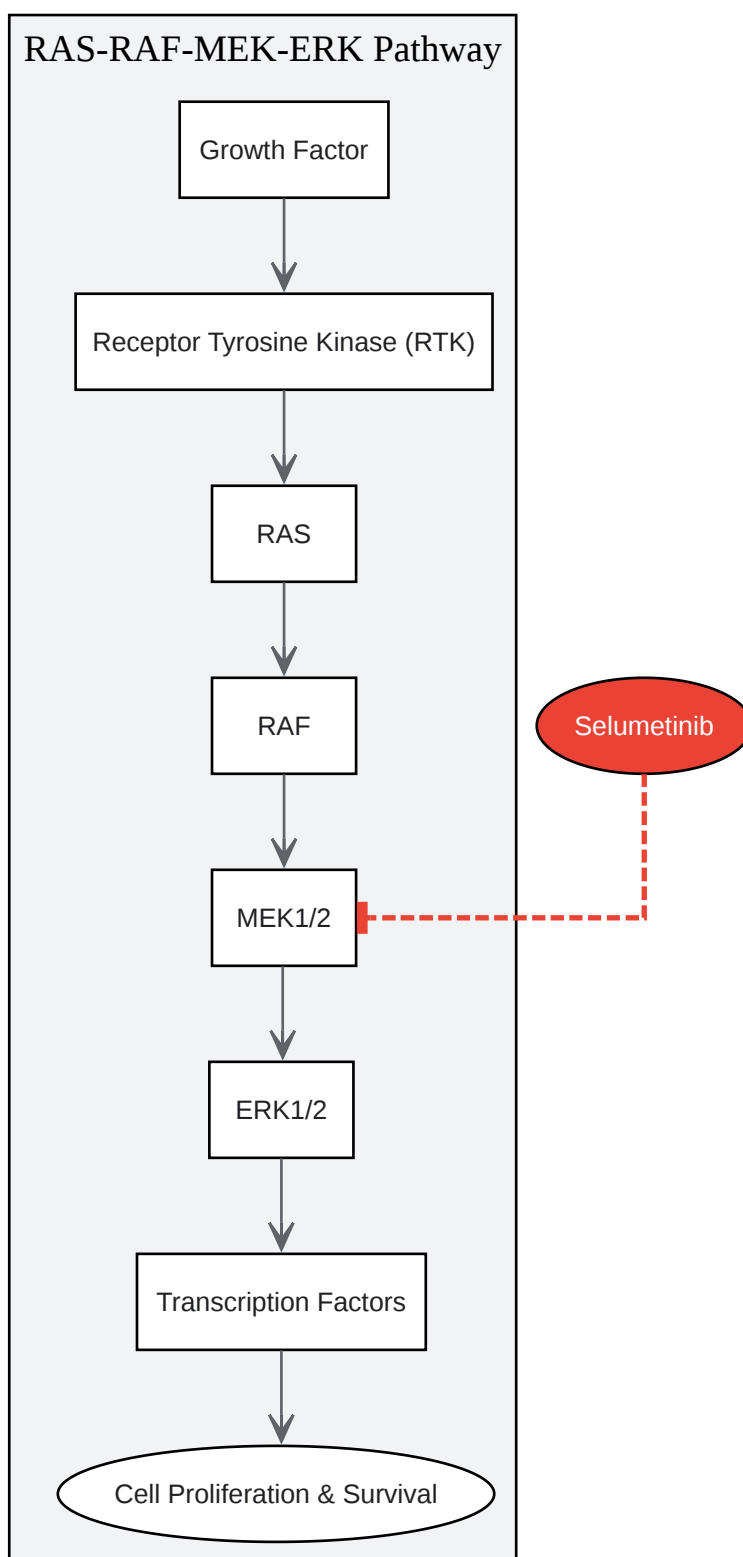 RAS-RAF-MEK-ERK Pathway
Growth Factor
Receptor Tyrosine Kinase (RTK)
RAS
RAF
Selumetinib
MEK1/2
ERK1/2
Transcription Factors
Cell Proliferation & Survival